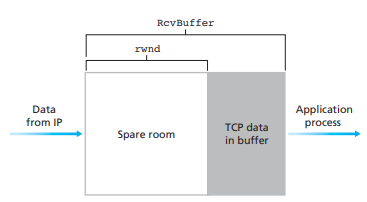 RcvBuffer
rwnd
Data
from IP
Spare room
TCP data
in buffer
Application
process